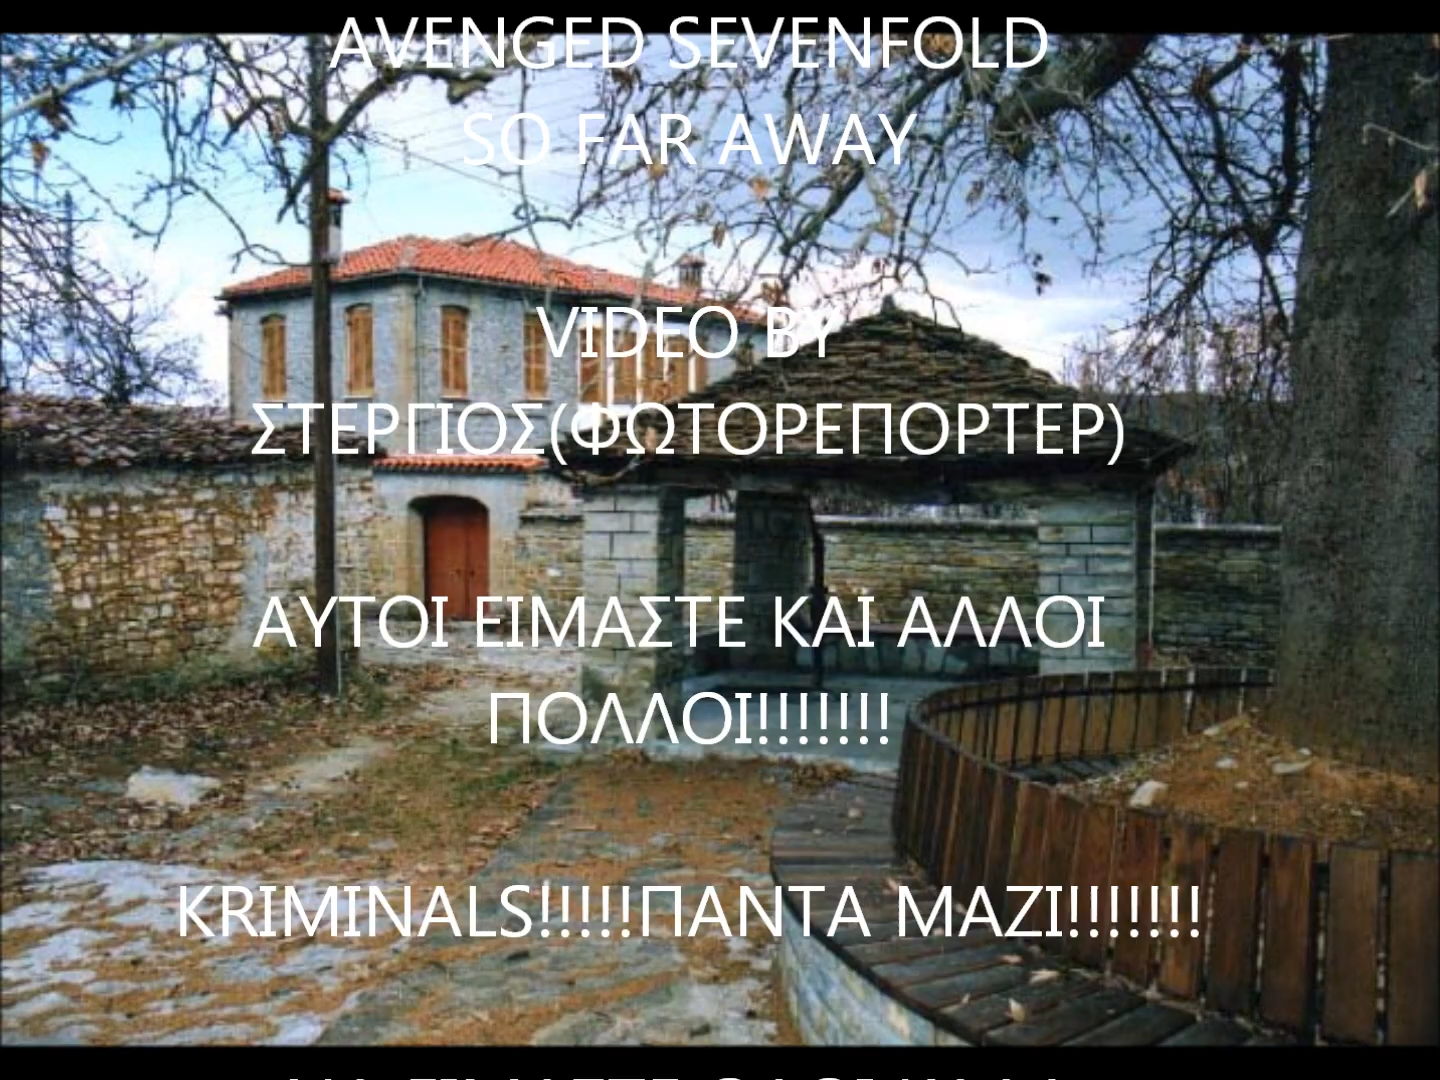 AVENGED SEVENFOLD
SO FAR AWAY
VIDEO BY
ΣΤΕΡΓΙΟΣ(ΦΩΤΟΡΕΠΟΡΤΕΡ)
ΑΥΤΟΙ ΕΙΜΑΣΤΕ ΚΑΙ ΑΛΛΟΙ
ΠΟΛΛΟΙ!!!!!!!
KRIMINALS!!!!!ΠΑΝΤΑ ΜΑΖΙ!!!!!!!